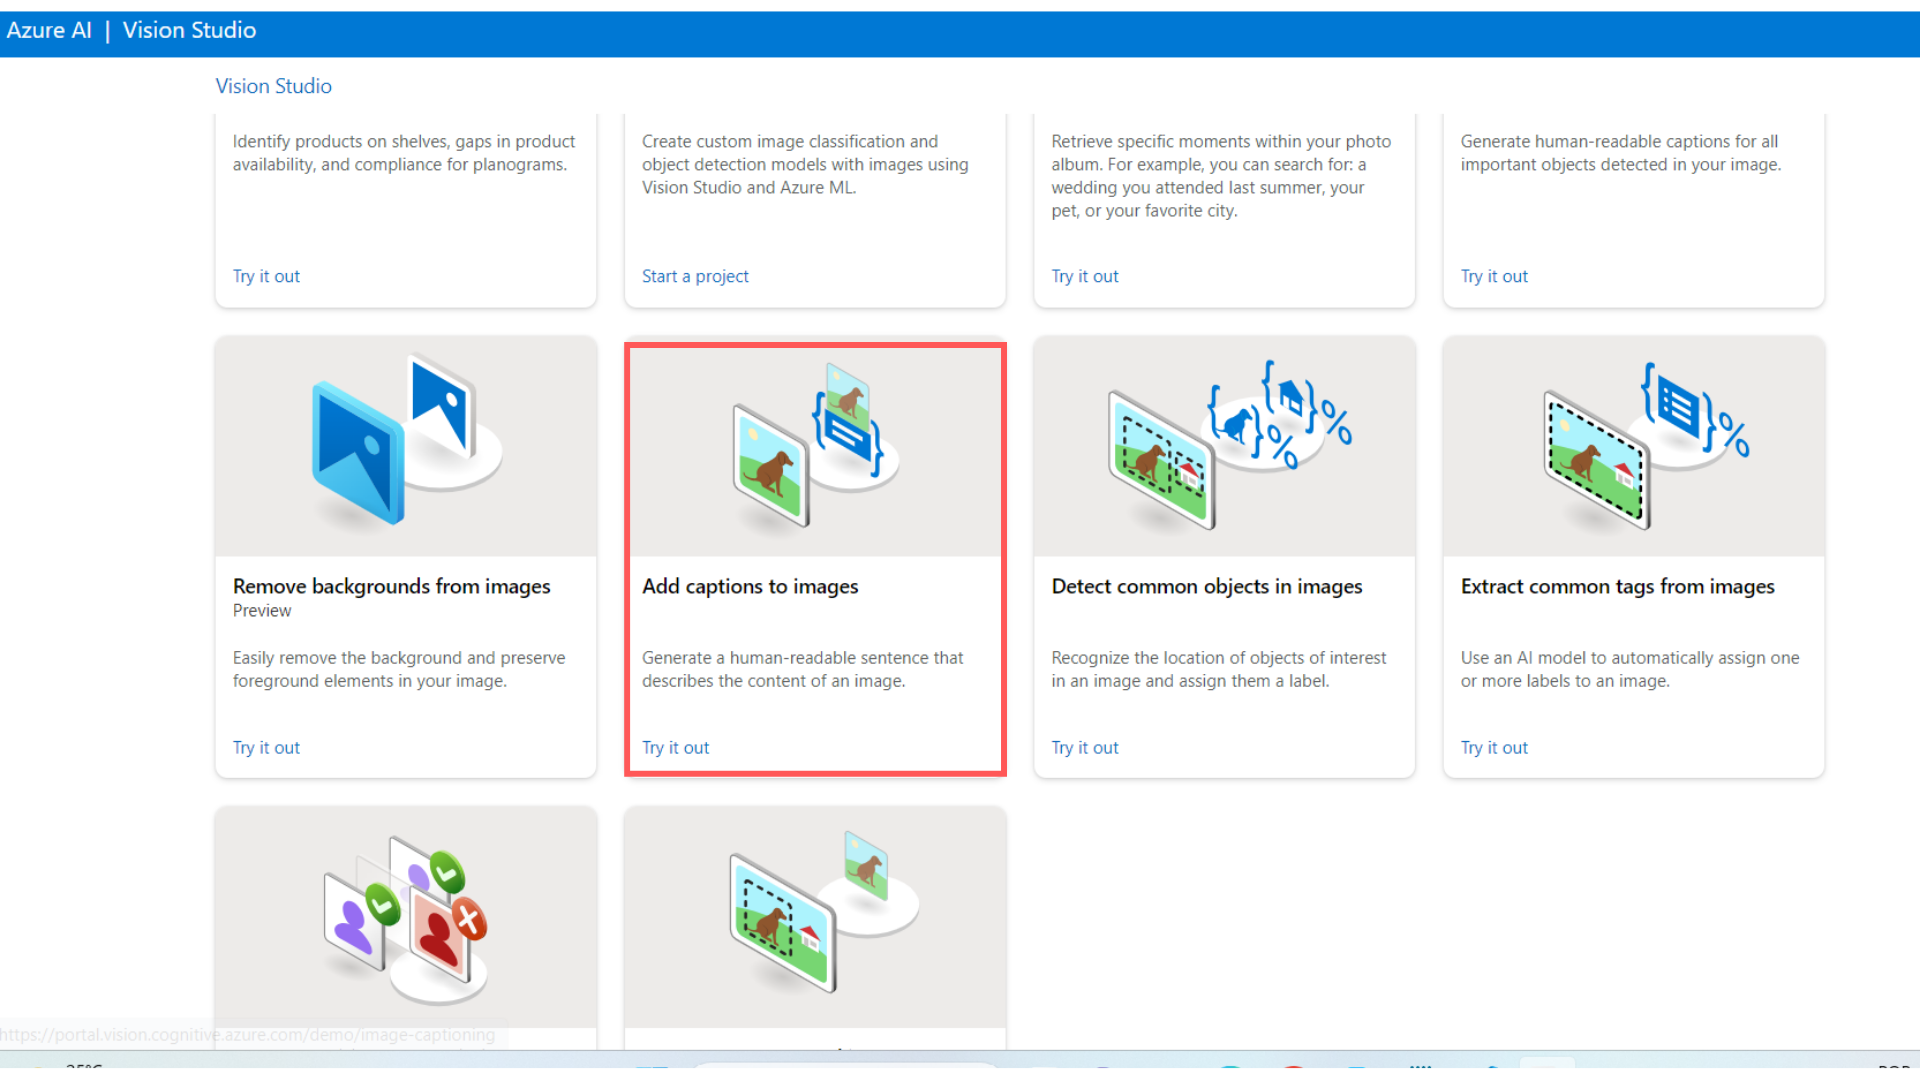 Azure AI | Vision Studio
Vision Studio
Identify products on shelves, gaps in product
availability, and compliance for planograms.
Try it out
Create custom image classification and
object detection models with images using
Vision Studio and Azure ML.
Start a project
Retrieve specific moments within your photo
album. For example, you can search for: a
wedding you attended last summer, your
pet, or your favorite city.
Try it out
Generate human-readable captions for all
important objects detected in your image.
Try it out
Remove backgrounds from images
Preview
Easily remove the background and preserve
foreground elements in your image.
Try it out
Add captions to images
Generate a human-readable sentence that
describes the content of an image.
Try it out
Detect common objects in images
Recognize the location of objects of interest
in an image and assign them a label.
Try it out
Extract common tags from images
Use an AI model to automatically assign one
or more labels to an image.
Try it out
https://portal.vision.cognitive.azure.com/demo/image-captioning